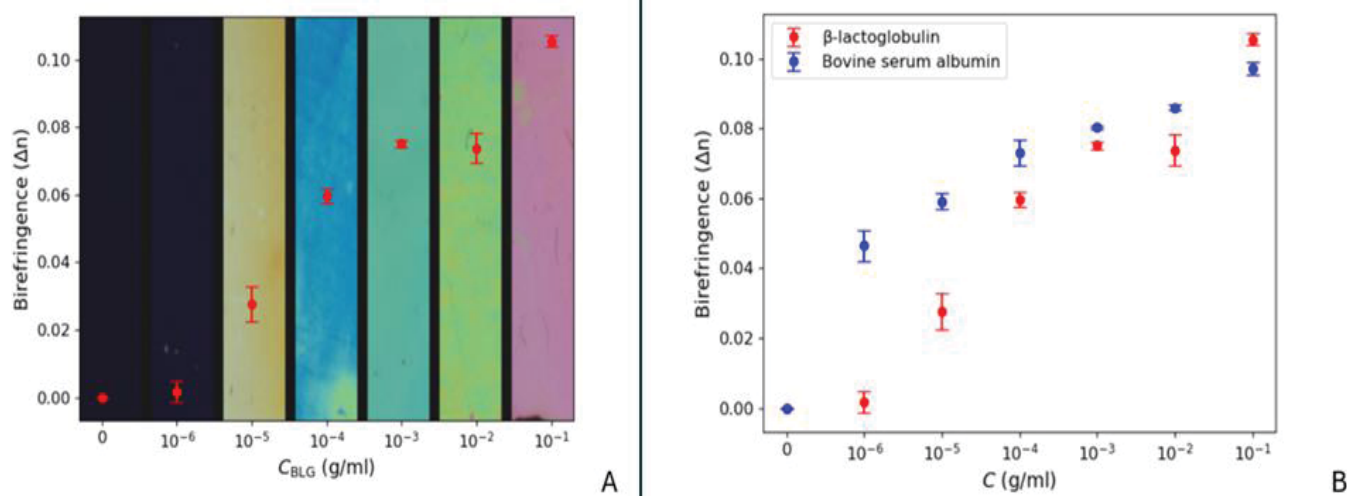 Birefringence (Δn)
0.10
0.08
0.06
0.04
0.02
0.00
0 10⁻⁶ 10⁻⁵ 10⁻⁴ 10⁻³ 10⁻² 10⁻¹
C_BLG (g/ml)
A
β-lactoglobulin
Bovine serum albumin
Birefringence (Δn)
0.10
0.08
0.06
0.04
0.02
0.00
0 10⁻⁶ 10⁻⁵ 10⁻⁴ 10⁻³ 10⁻² 10⁻¹
C (g/ml)
B